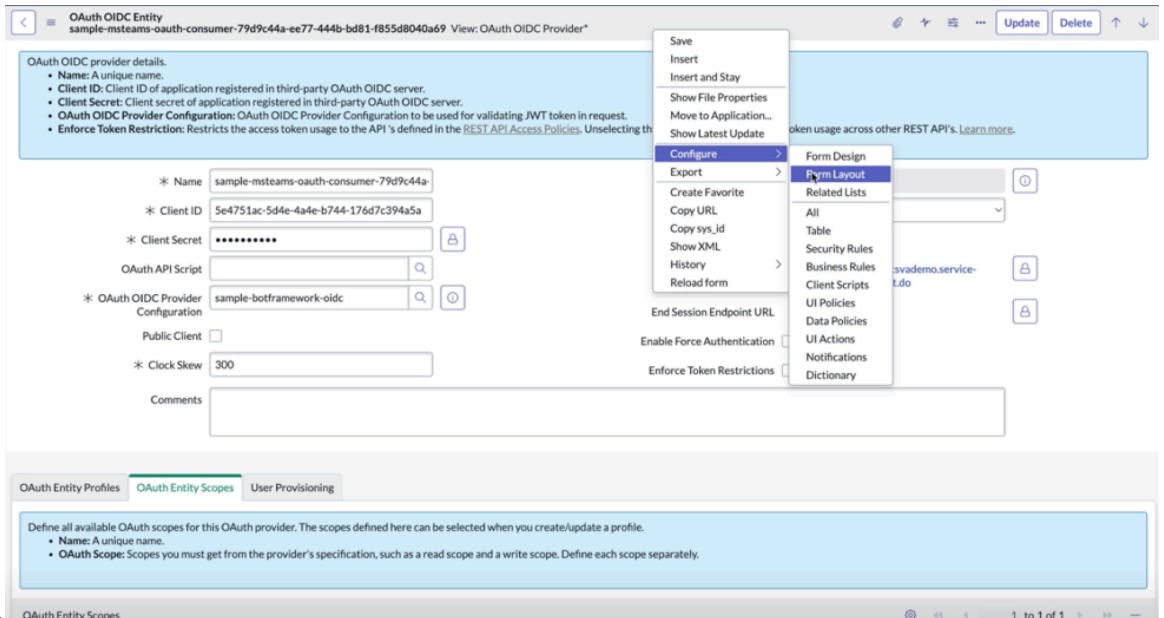 OAuth OIDC Entity
sample-msteams-oauth-consumer-79d9c44a-ee77-444b-bd81-f855d8040a69 View: OAuth OIDC Provider*
Update
Delete
OAuth OIDC provider details.
• Name: A unique name.
• Client ID: Client ID of application registered in third-party OAuth OIDC server.
• Client Secret: Client secret of application registered in third-party OAuth OIDC server.
• OAuth OIDC Provider Configuration: OAuth OIDC Provider Configuration to be used for validating JWT token in request.
• Enforce Token Restriction: Restricts the access token usage to the API 's defined in the REST API Access Policies. Unselecting th
oken usage across other REST API's. Learn more.
Save
Insert
Insert and Stay
Show File Properties
Move to Application...
Show Latest Update
Configure
Export
Create Favorite
Copy URL
Copy sys_id
Show XML
History
Reload form
Form Design
Form Layout
Related Lists
All
Table
Security Rules
Business Rules
Client Scripts
UI Policies
Data Policies
UI Actions
Notifications
Dictionary
Name
sample-msteams-oauth-consumer-79d9c44a-
Client ID
5e4751ac-5d4e-4a4e-b744-176d7c394a5a
Client Secret
OAuth API Script
OAuth OIDC Provider
Configuration
sample-botframework-oidc
Public Client
Clock Skew
300
svademo.service-
t.do
End Session Endpoint URL
Enable Force Authentication
Enforce Token Restrictions
Comments
OAuth Entity Profiles
OAuth Entity Scopes
User Provisioning
Define all available OAuth scopes for this OAuth provider. The scopes defined here can be selected when you create/update a profile.
• Name: A unique name.
• OAuth Scope: Scopes you must get from the provider's specification, such as a read scope and a write scope. Define each scope separately.
OAuth Entity Scopes
1 to 1 of 1